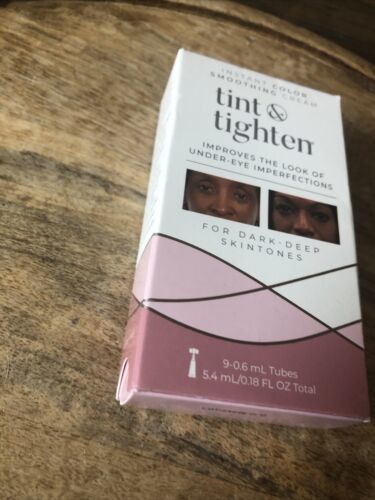 INSTANT COLOR
SMOOTHING CREAM
tint &
tighten
IMPROVES THE LOOK OF
UNDER-EYE IMPERFECTIONS
FOR DARK-DEEP
SKINTONES
9-0.6 mL Tubes
5.4 mL/0.18 FL OZ Total